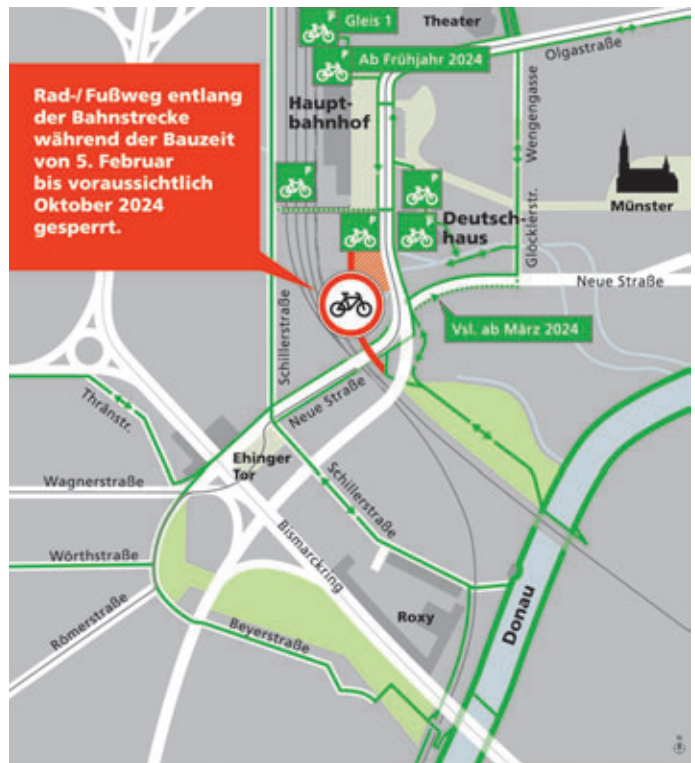 Gleis 1
Theater
Ab Frühjahr 2024
Olgastraße
Rad-/Fußweg entlang
der Bahnstrecke
während der Bauzeit
von 5. Februar
bis voraussichtlich
Oktober 2024
gesperrt.
Haupt-
bahnhof
Wengengasse
Münster
Deutsch-
haus
Glöcklerstr.
Neue Straße
Vsl. ab März 2024
Schillerstraße
Neue Straße
Thränstr.
Ehinger
Tor
Wagnerstraße
Schillerstraße
Bismarckring
Wörthstraße
Römerstraße
Beyerstraße
Roxy
Donau
P
P
P
P
P
P